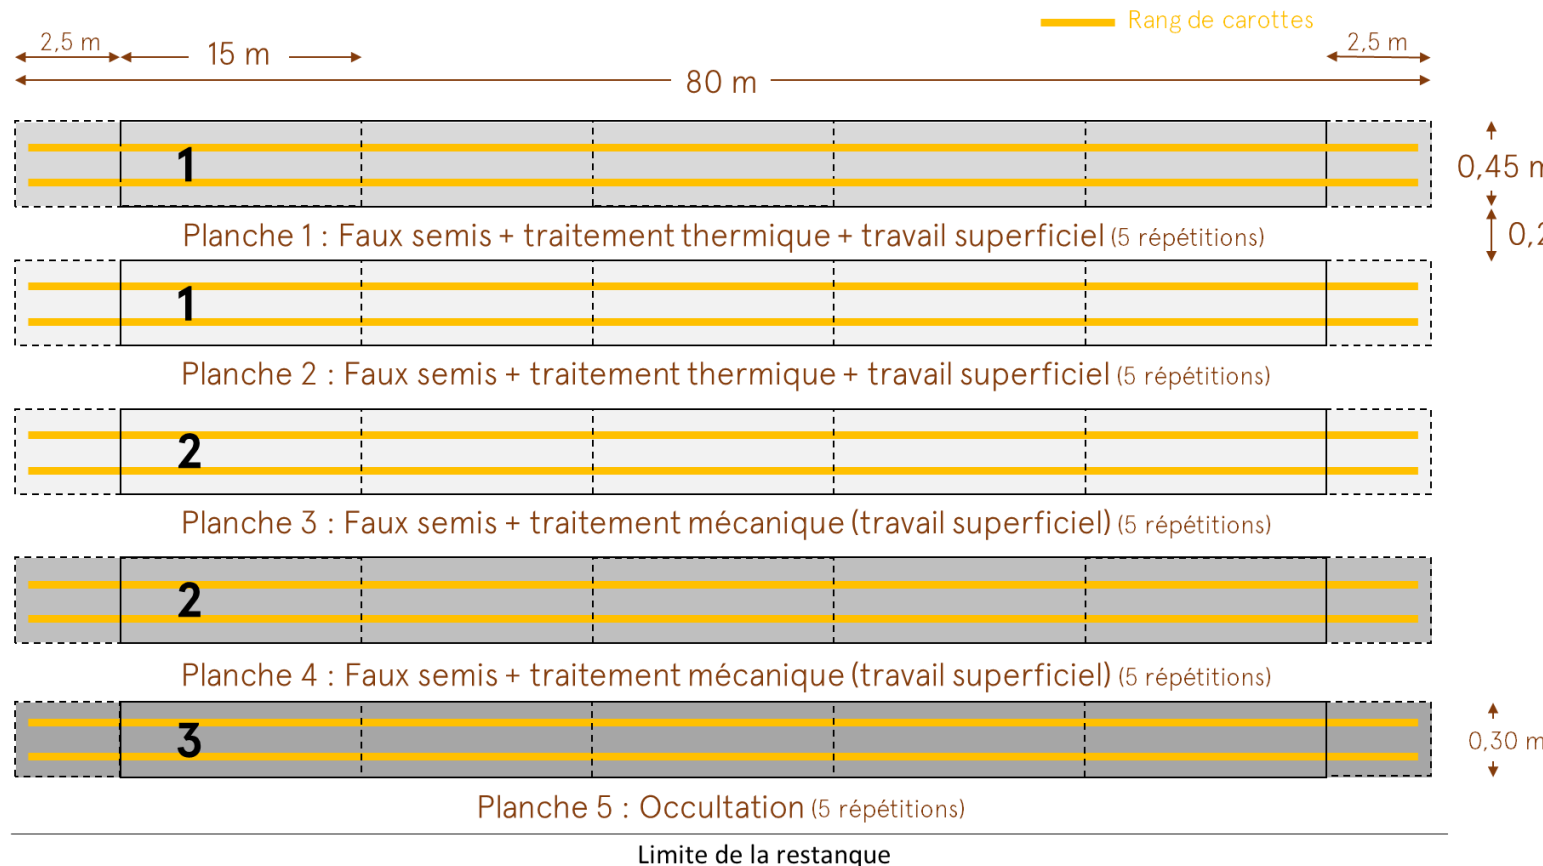 Rang de carottes
2,5 m
15 m
2,5 m
80 m
1
0,45 m
Planche 1 : Faux semis + traitement thermique + travail superficiel (5 répétitions)
0,2
1
Planche 2 : Faux semis + traitement thermique + travail superficiel (5 répétitions)
2
Planche 3 : Faux semis + traitement mécanique (travail superficiel) (5 répétitions)
2
Planche 4 : Faux semis + traitement mécanique (travail superficiel) (5 répétitions)
3
0,30 m
Planche 5 : Occultation (5 répétitions)
Limite de la restanque